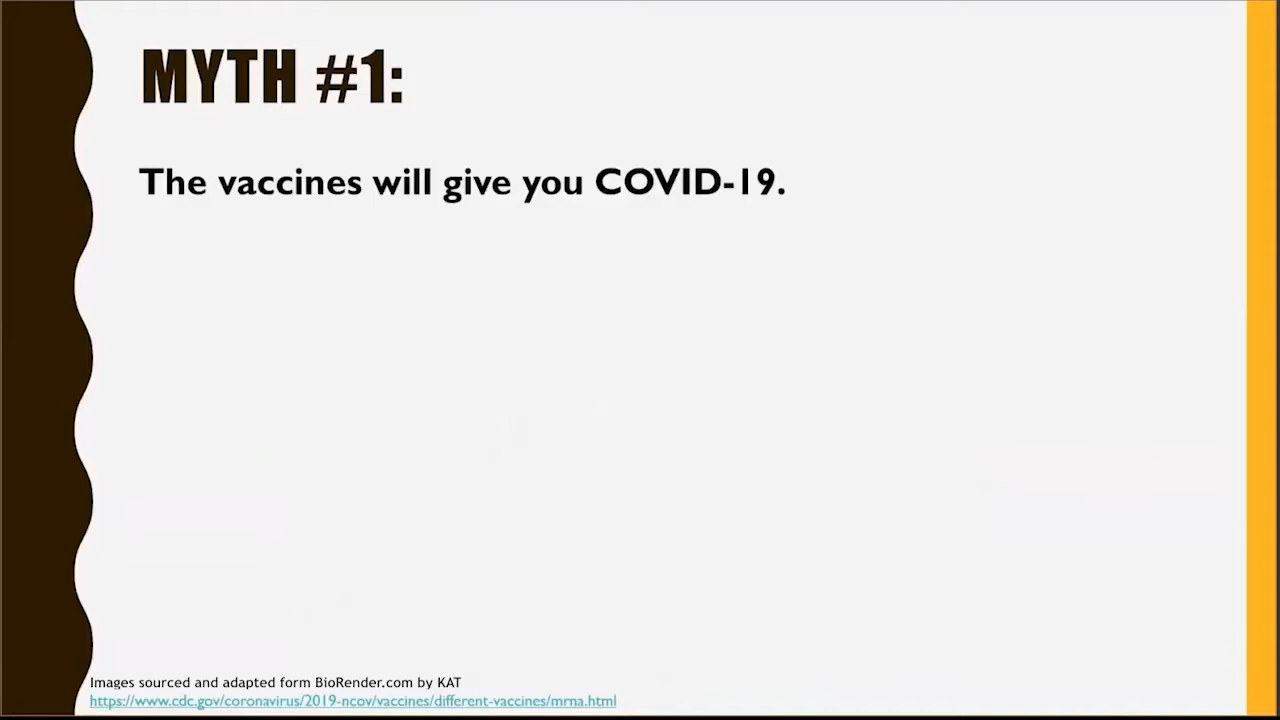 MYTH #1:
The vaccines will give you COVID-19.
Images sourced and adapted form BioRender.com by KAT
https://www.cdc.gov/coronavirus/2019-ncov/vaccines/different-vaccines/mrna.html